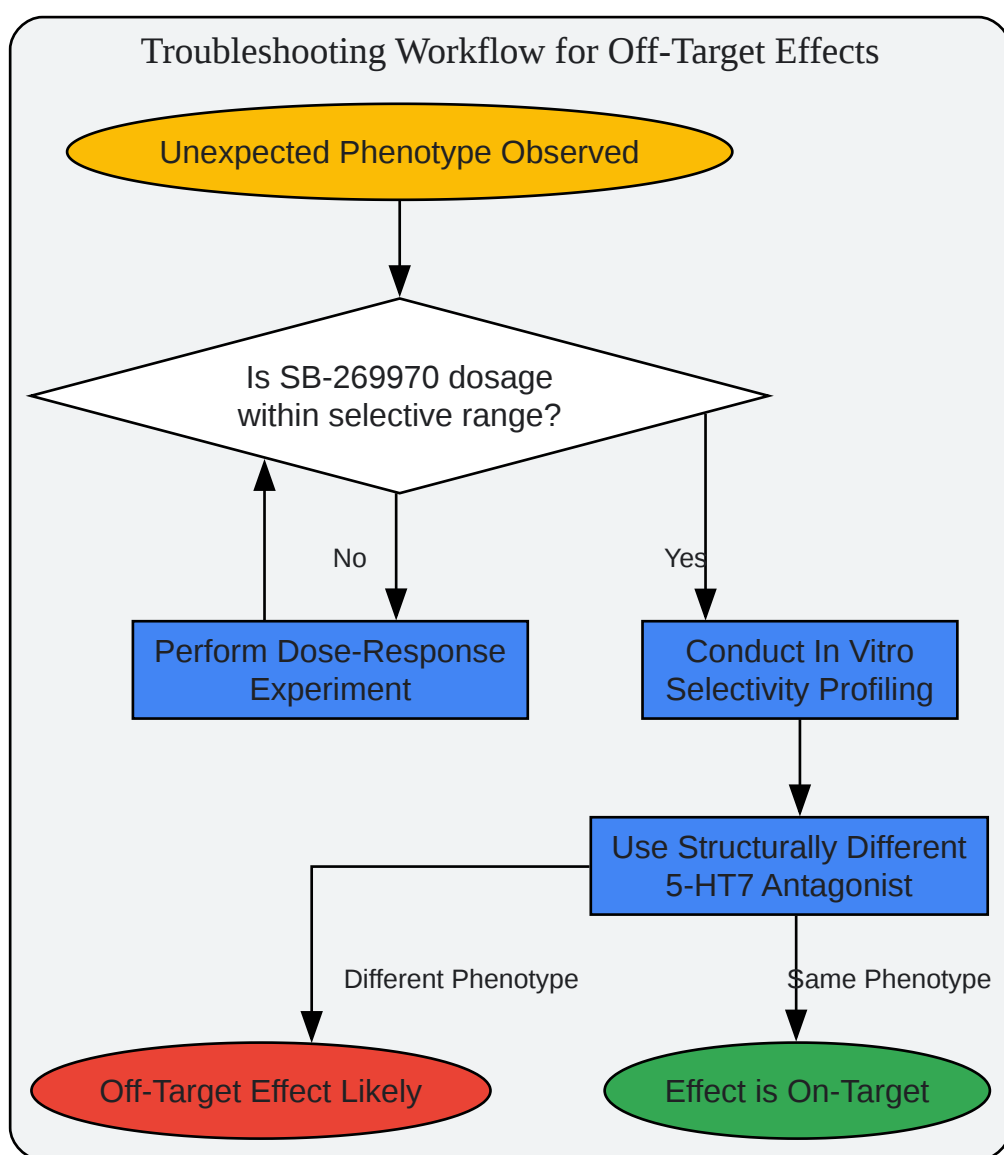 Troubleshooting Workflow for Off-Target Effects
Unexpected Phenotype Observed
Is SB-269970 dosage
within selective range?
No
Yes
Perform Dose-Response
Experiment
Conduct In Vitro
Selectivity Profiling
Use Structurally Different
5-HT7 Antagonist
Different Phenotype
Same Phenotype
Off-Target Effect Likely
Effect is On-Target